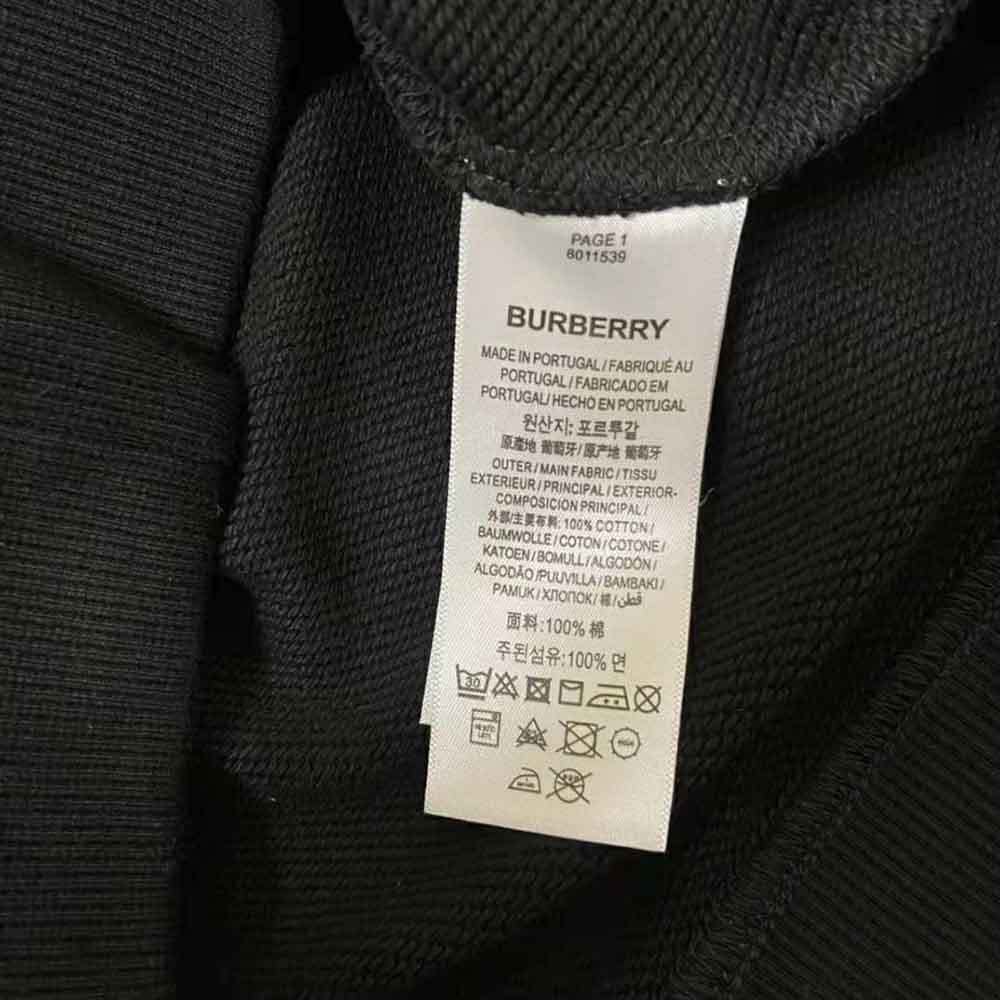 PAGE 1
8011539
BURBERRY
MADE IN PORTUGAL / FABRIQUÉ AU
PORTUGAL / FABRICADO EM
PORTUGAL/ HECHO EN PORTUGAL
원산지: 포르투갈
原產地 葡萄牙/原产地 葡萄牙
OUTER / MAIN FABRIC / TISSU
EXTERIEUR / PRINCIPAL / EXTERIOR-
COMPOSICION PRINCIPAL /
外部/主要布料: 100% COTTON /
BAUMWOLLE / COTON / COTONE /
KATOEN / BOMULL / ALGODÓN /
ALGODÃO /PUUVILLA / BAMBAKI /
PAMUK / ХЛОПОК / 棉 / قطن
面料:100% 棉
주된섬유:100% 면
30